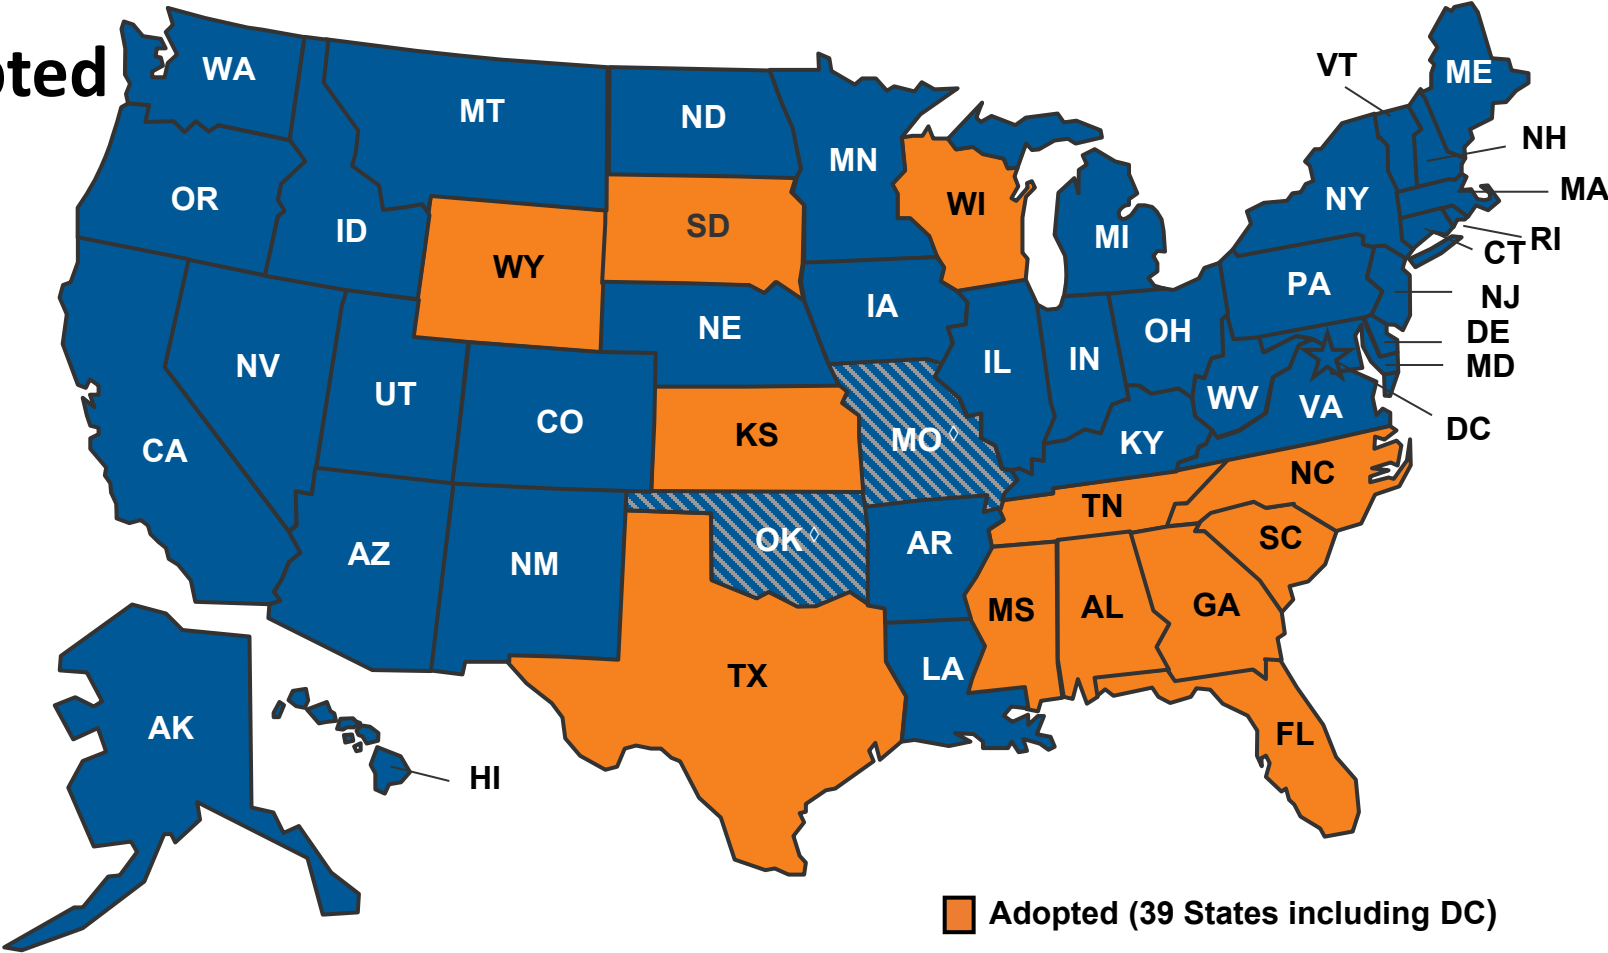 pted
WA
MT
ND
MN
WI
MI
VT
ME
NH
MA
RI
CT
NY
NJ
PA
DE
MD
DC
OR
ID
WY
SD
NE
IA
IL
IN
OH
WV
VA
KY
NV
UT
CO
KS
MO◊
CA
AZ
NM
OK◊
AR
TN
NC
SC
MS
AL
GA
TX
LA
FL
AK
HI
Adopted (39 States including DC)